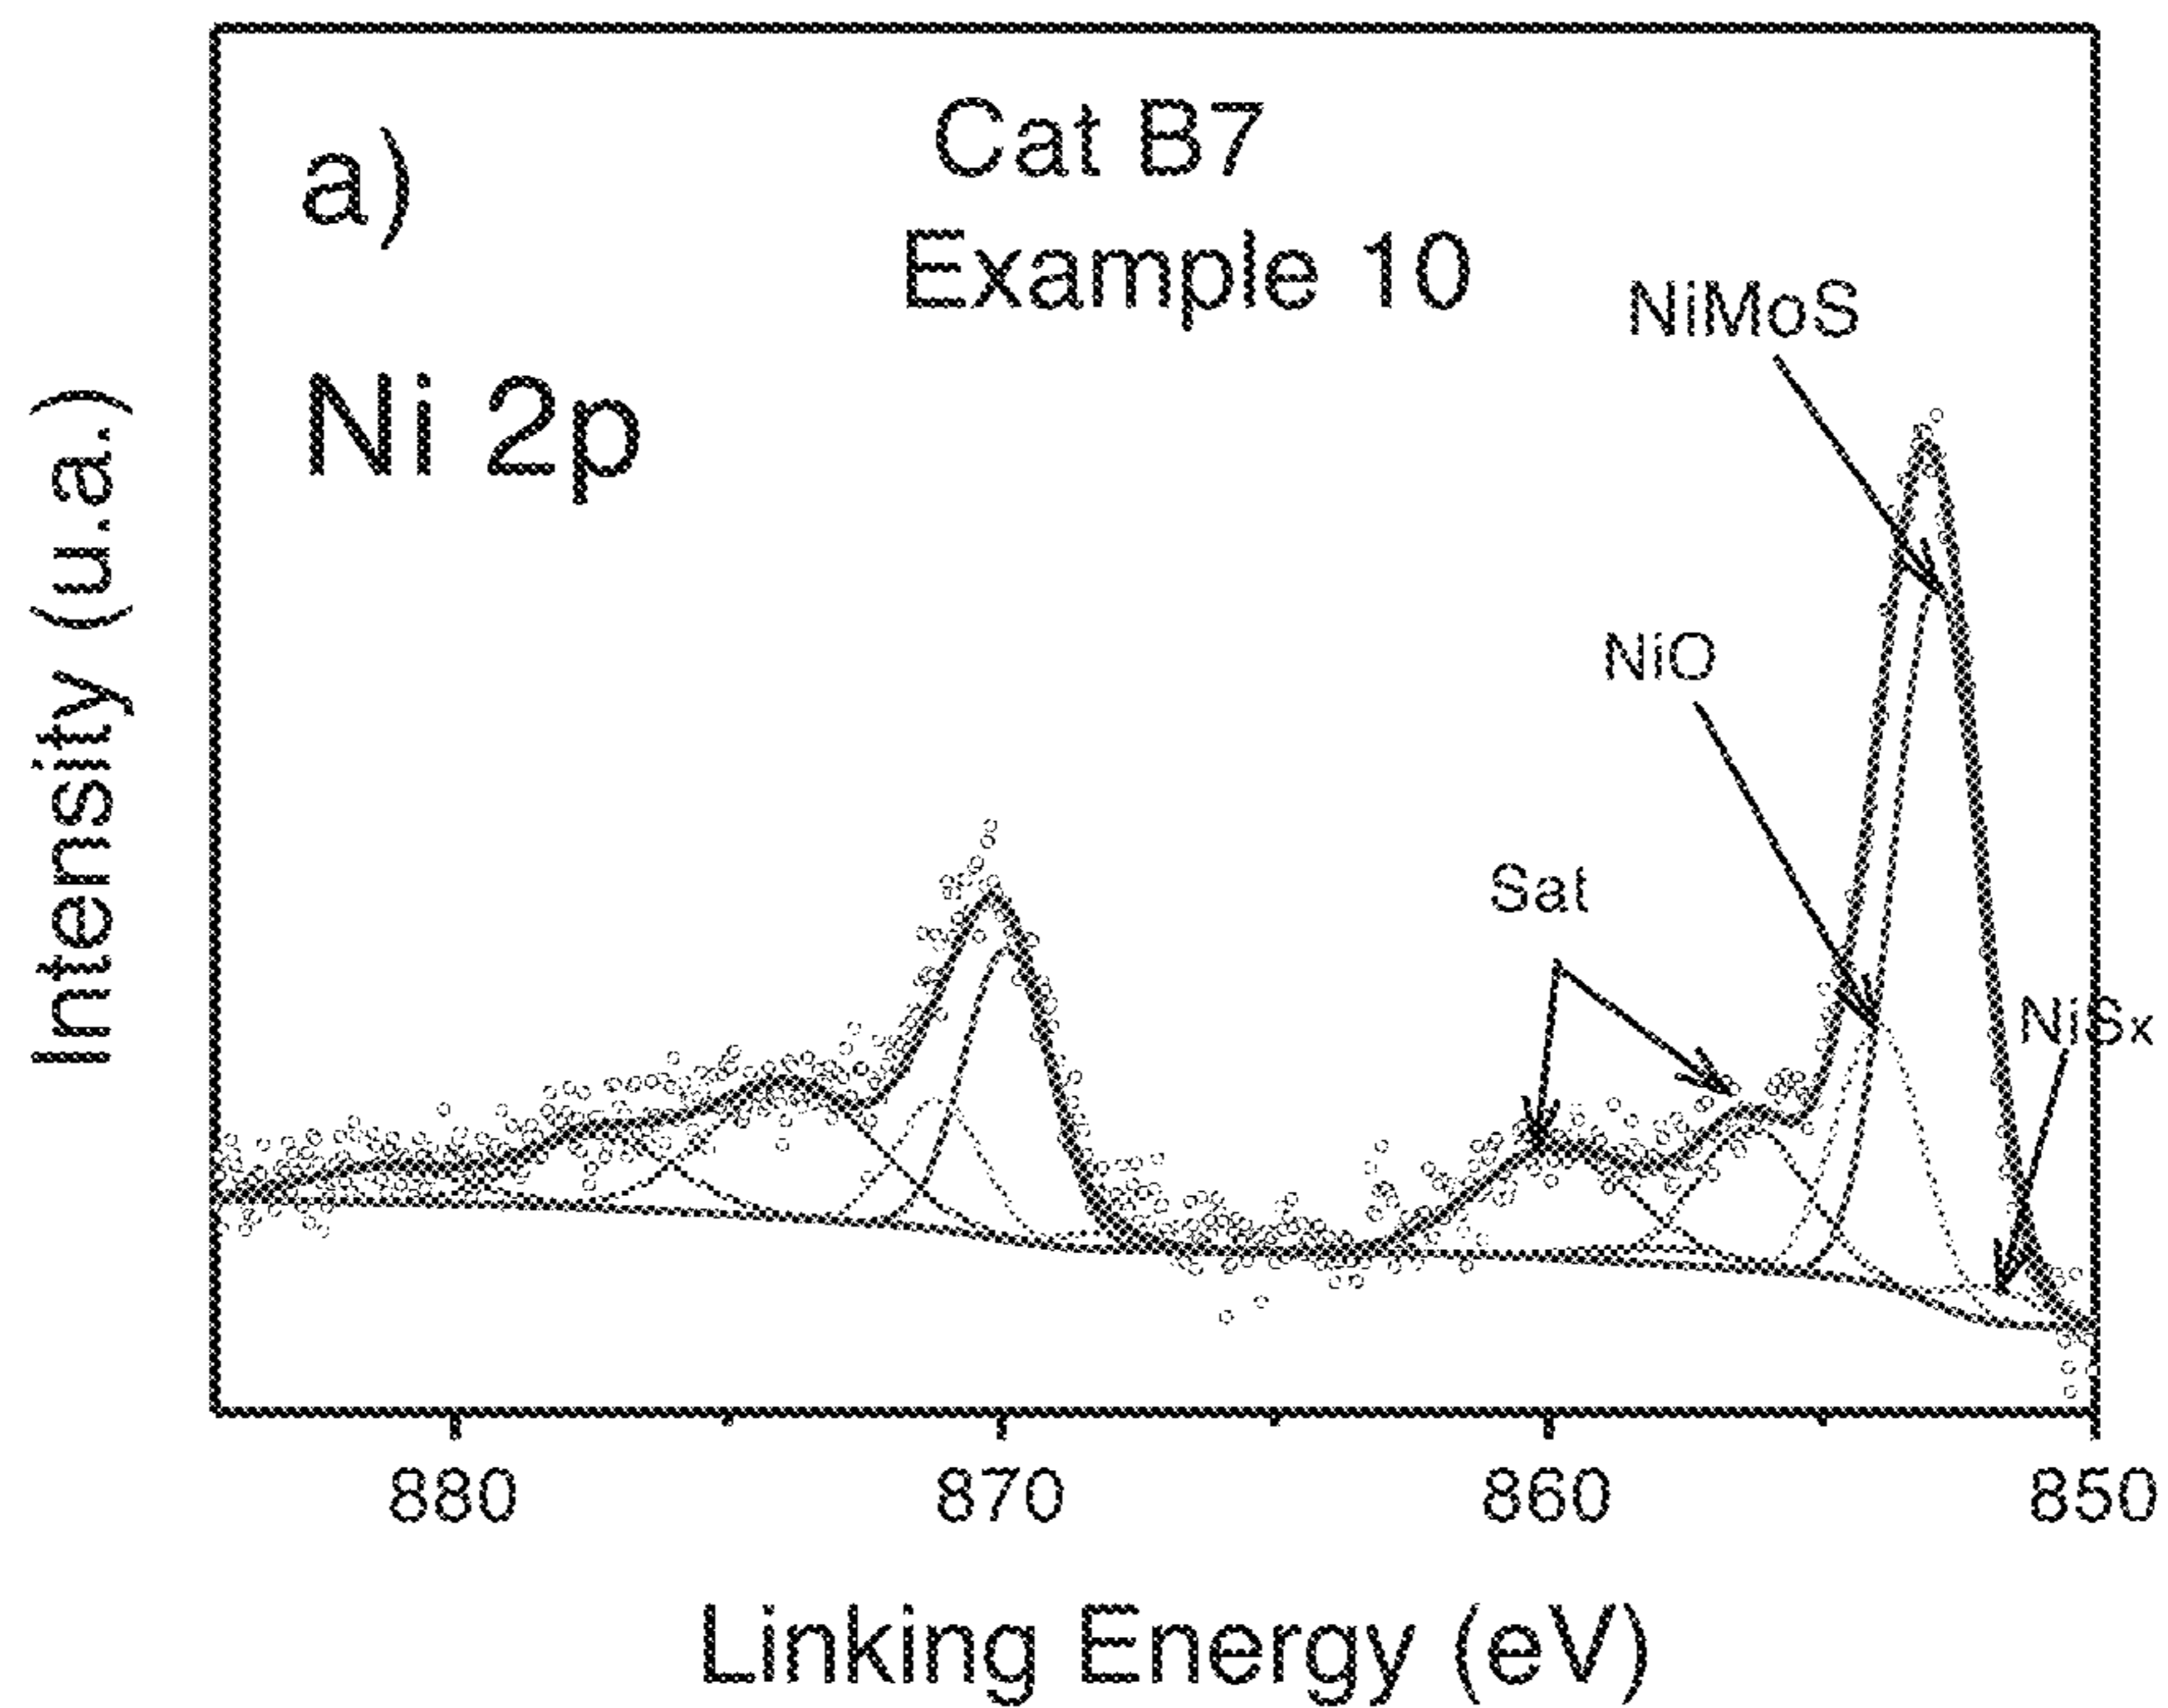 a)
Cat B7
Example 10
Ni 2p
NiMoS
NiO
Sat
NiSx
Intensity (u.a.)
880
870
860
850
Linking Energy (eV)